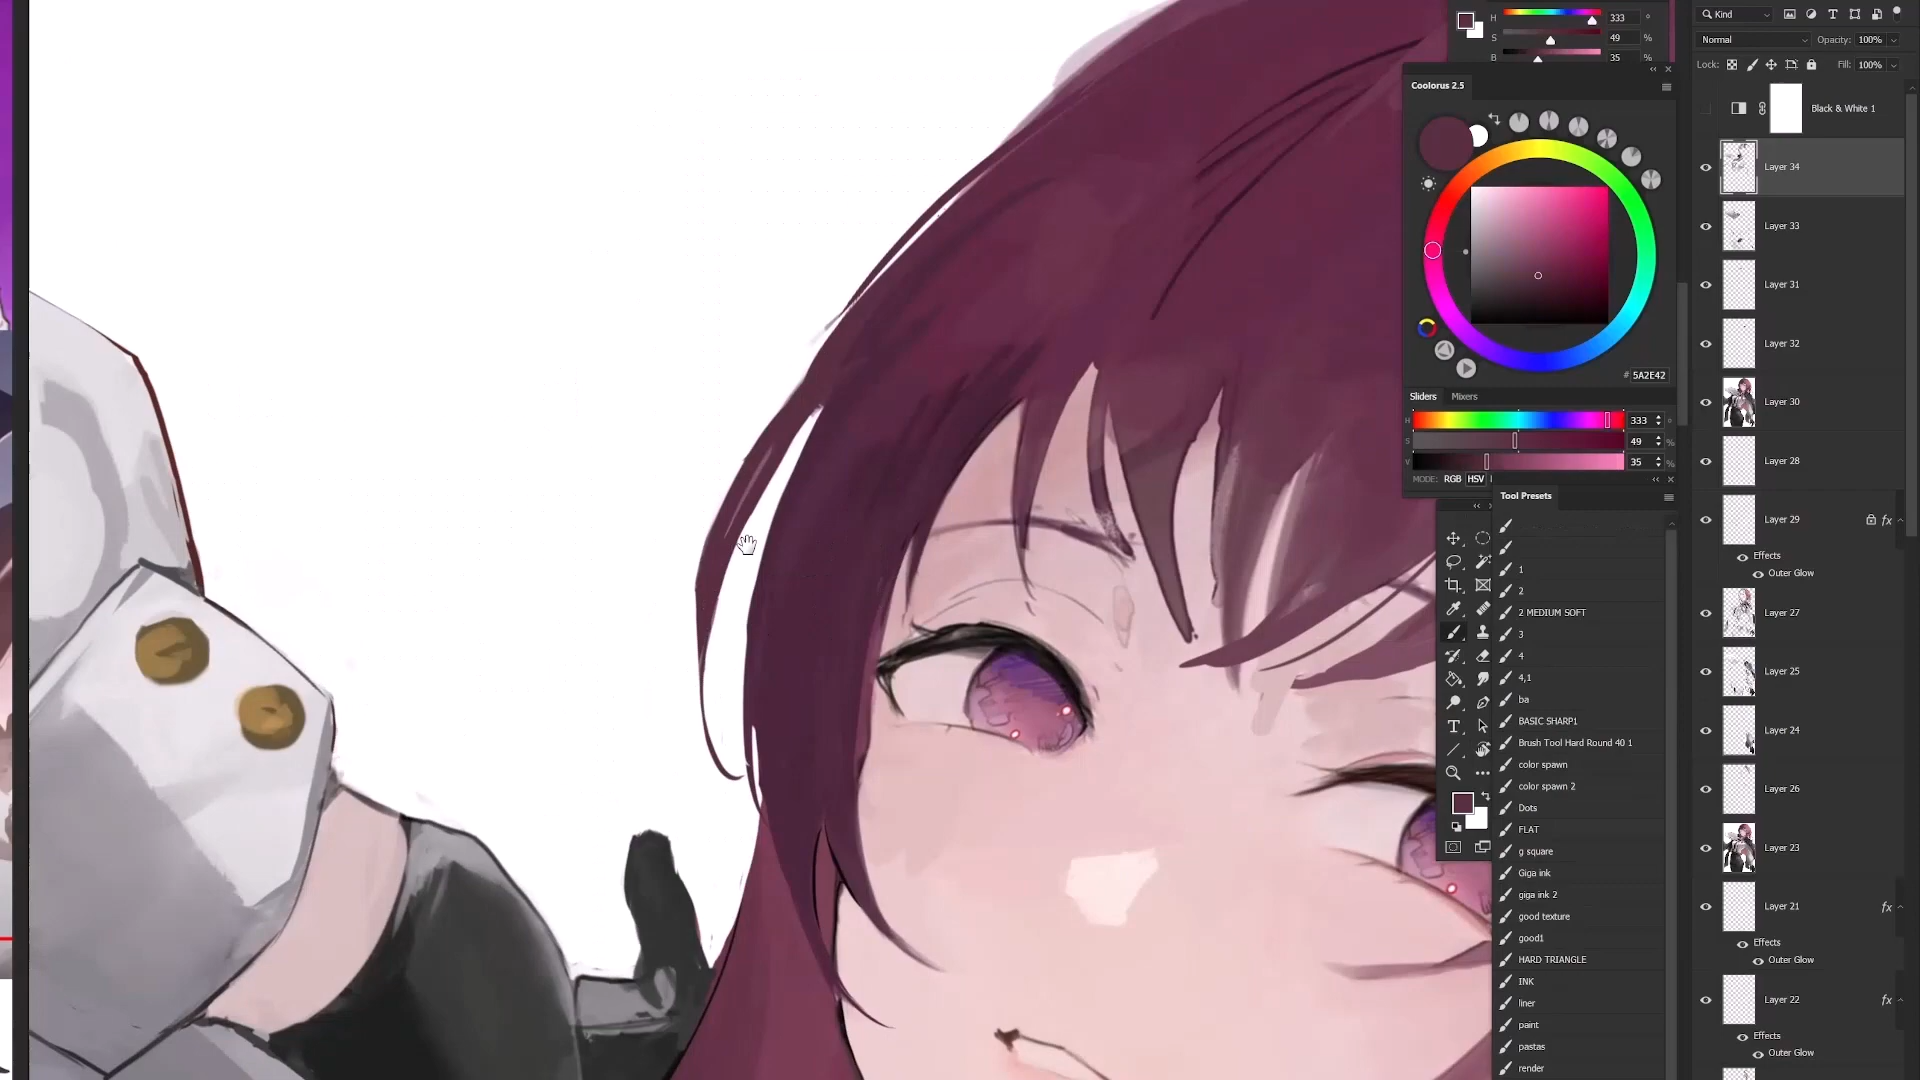 H 333 °
S 49 %
B 35 %
Coolorus 2.5
# 5A2E42
Sliders Mixers
H 333 °
S 49 %
V 35 %
MODE: RGB HSV
Tool Presets
1
2
2 MEDIUM SOFT
3
4
4,1
ba
BASIC SHARP1
Brush Tool Hard Round 40 1
color spawn
color spawn 2
Dots
FLAT
g square
Giga ink
giga ink 2
good texture
good1
HARD TRIANGLE
INK
liner
paint
pastas
render
Kind
Normal Opacity: 100%
Lock: Fill: 100%
Black & White 1
Layer 34
Layer 33
Layer 31
Layer 32
Layer 30
Layer 28
Layer 29 fx
Effects
Outer Glow
Layer 27
Layer 25
Layer 24
Layer 26
Layer 23
Layer 21 fx
Effects
Outer Glow
Layer 22 fx
Effects
Outer Glow